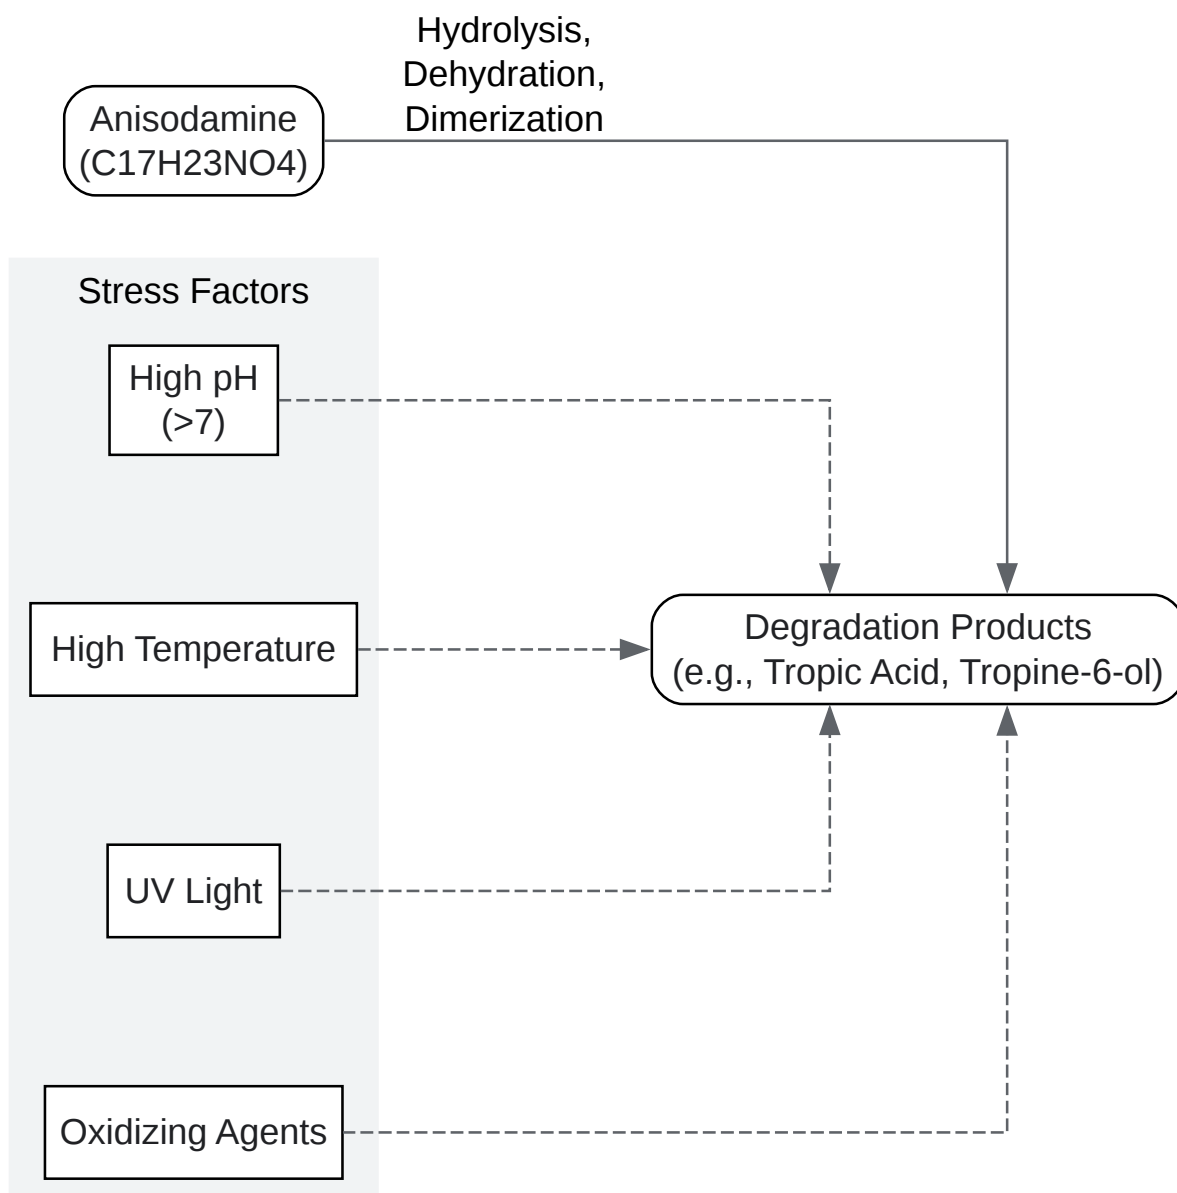 Hydrolysis,
Dehydration,
Dimerization
Anisodamine
(C17H23NO4)
Stress Factors
High pH
(>7)
High Temperature
Degradation Products
(e.g., Tropic Acid, Tropine-6-ol)
UV Light
Oxidizing Agents